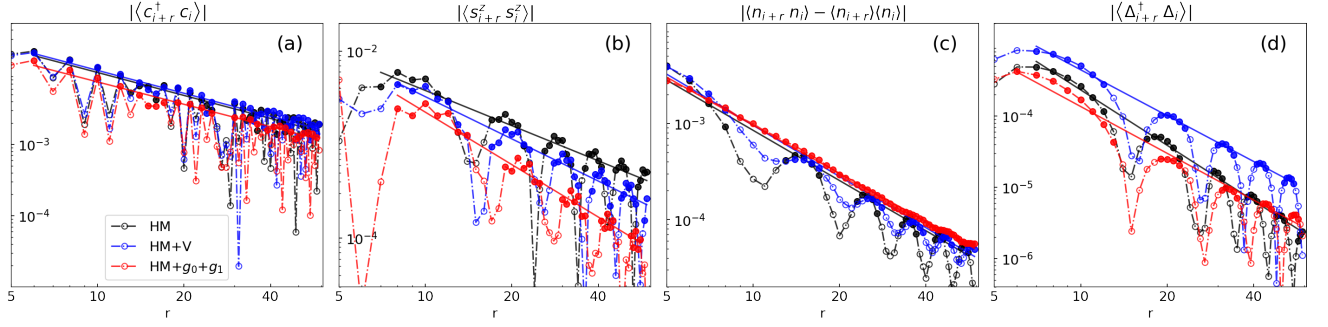 |⟨c†i+r ci⟩|
|⟨szi+r szi⟩|
|⟨ni+r ni⟩ − ⟨ni+r⟩⟨ni⟩|
|⟨Δ†i+r Δi⟩|
(a)
(b)
(c)
(d)
10−3
10−4
HM
HM+V
HM+g0+g1
5 10 20 40
r
10−2
10−4
5 10 20 40
r
10−3
10−4
5 10 20 40
r
10−4
10−5
10−6
5 10 20 40
r